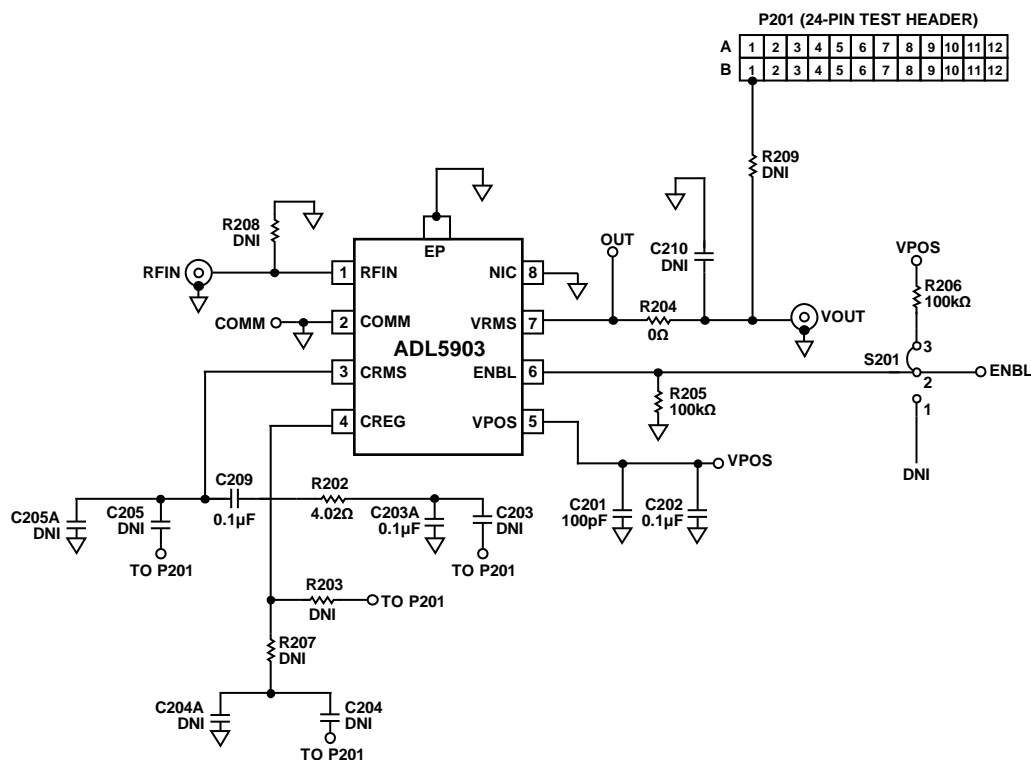 P201 (24-PIN TEST HEADER)
A 1 2 3 4 5 6 7 8 9 10 11 12
B 1 2 3 4 5 6 7 8 9 10 11 12
R209
DNI
R208
DNI
EP
OUT
C210
DNI
VPOS
R206
100kΩ
RFIN
1 RFIN
NIC 8
COMM
2 COMM
VRMS 7
R204
0Ω
VOUT
ADL5903
3 CRMS
ENBL 6
S201
3
2
1
ENBL
R205
100kΩ
4 CREG
VPOS 5
DNI
VPOS
C201
100pF
C202
0.1µF
C205A
DNI
C205
DNI
C209
0.1µF
R202
4.02Ω
C203A
0.1µF
C203
DNI
TO P201
TO P201
R203
DNI
TO P201
R207
DNI
C204A
DNI
C204
DNI
TO P201